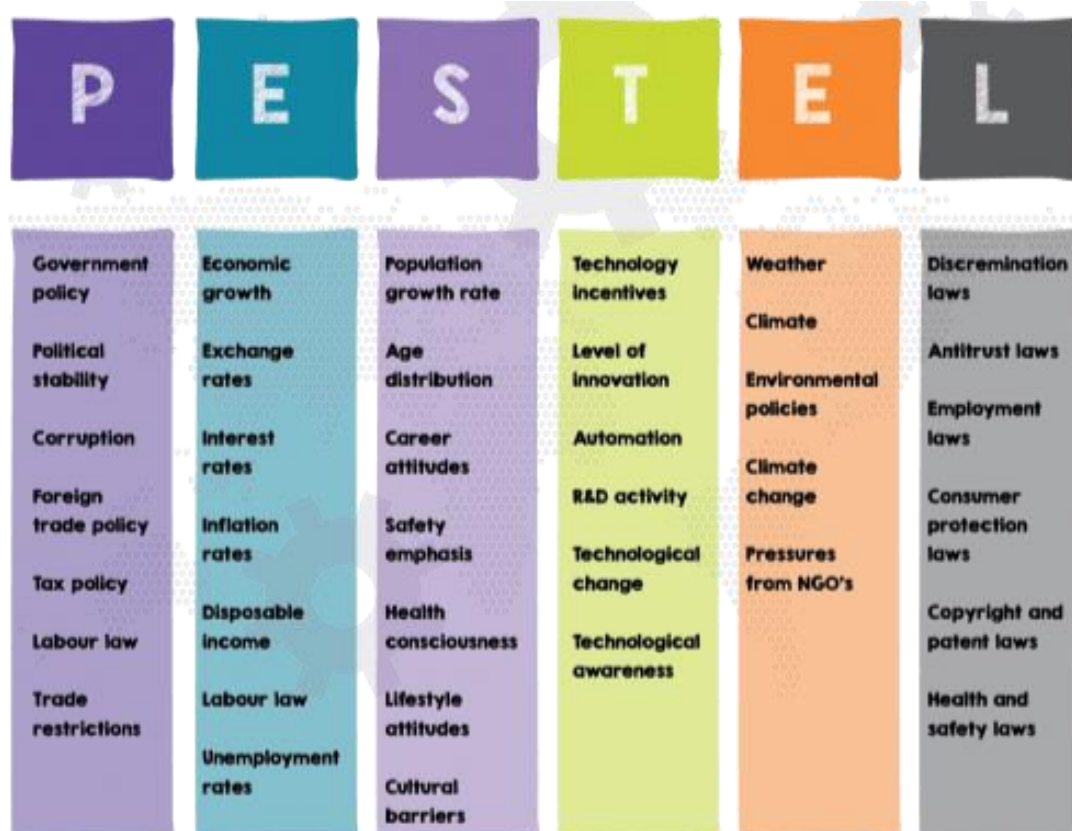 P
E
S
T
E
L
Government
policy
Political
stability
Corruption
Foreign
trade policy
Tax policy
Labour law
Trade
restrictions
Economic
growth
Exchange
rates
Interest
rates
Inflation
rates
Disposable
income
Labour law
Unemployment
rates
Population
growth rate
Age
distribution
Career
attitudes
Safety
emphasis
Health
consciousness
Lifestyle
attitudes
Cultural
barriers
Technology
incentives
Level of
innovation
Automation
R&D activity
Technological
change
Technological
awareness
Weather
Climate
Environmental
policies
Climate
change
Pressures
from NGO's
Discremination
laws
Antitrust laws
Employment
laws
Consumer
protection
laws
Copyright and
patent laws
Health and
safety laws